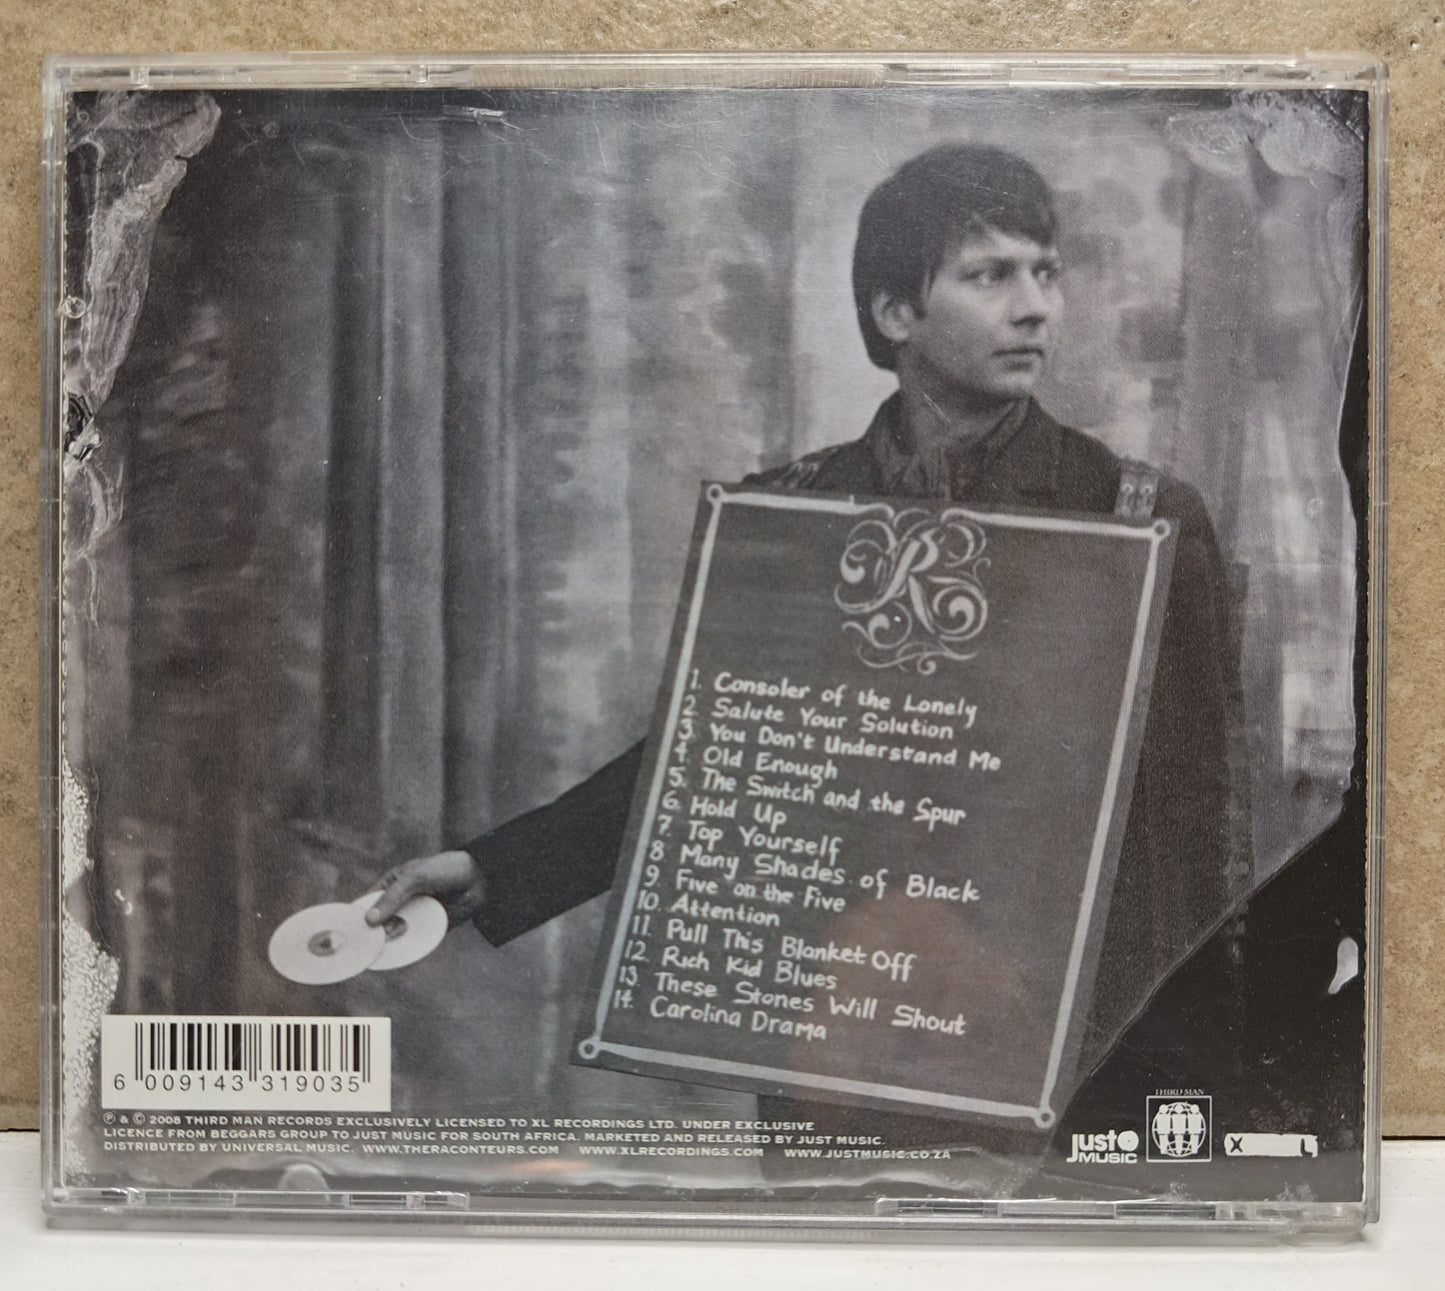 R
1. Consoler of the Lonely
2. Salute Your Solution
3. You Don't Understand Me
4. Old Enough
5. The Switch and the Spur
6. Hold Up
7. Top Yourself
8 Many Shades of Black
9. Five on the Five
10. Attention
11. Pull This Blanket Off
12. Rich Kid Blues
13. These Stones Will Shout
14. Carolina Drama
6 009143 319035
℗ & © 2008 THIRD MAN RECORDS EXCLUSIVELY LICENSED TO XL RECORDINGS LTD. UNDER EXCLUSIVE
LICENCE FROM BEGGARS GROUP TO JUST MUSIC FOR SOUTH AFRICA. MARKETED AND RELEASED BY JUST MUSIC.
DISTRIBUTED BY UNIVERSAL MUSIC. WWW.THERACONTEURS.COM WWW.XLRECORDINGS.COM WWW.JUSTMUSIC.CO.ZA
just MUSIC
THIRD MAN